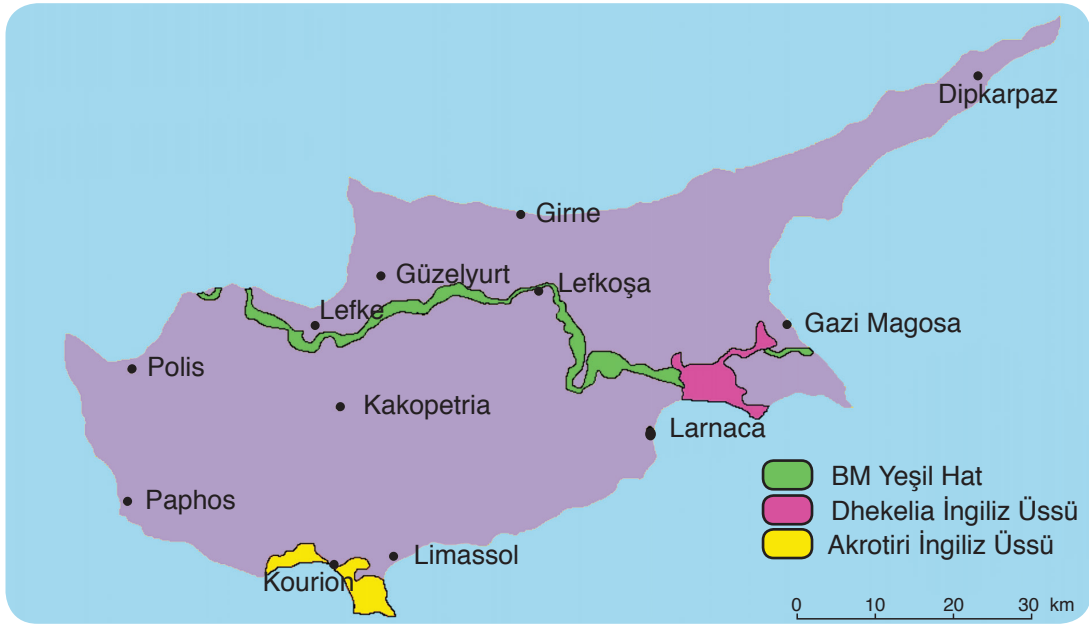 Dipkarpaz
Girne
Güzelyurt
Lefkoşa
Lefke
Gazi Magosa
Polis
Kakopetria
Larnaca
Paphos
Limassol
Kourion
BM Yeşil Hat
Dhekelia İngiliz Üssü
Akrotiri İngiliz Üssü
0 10 20 30 km